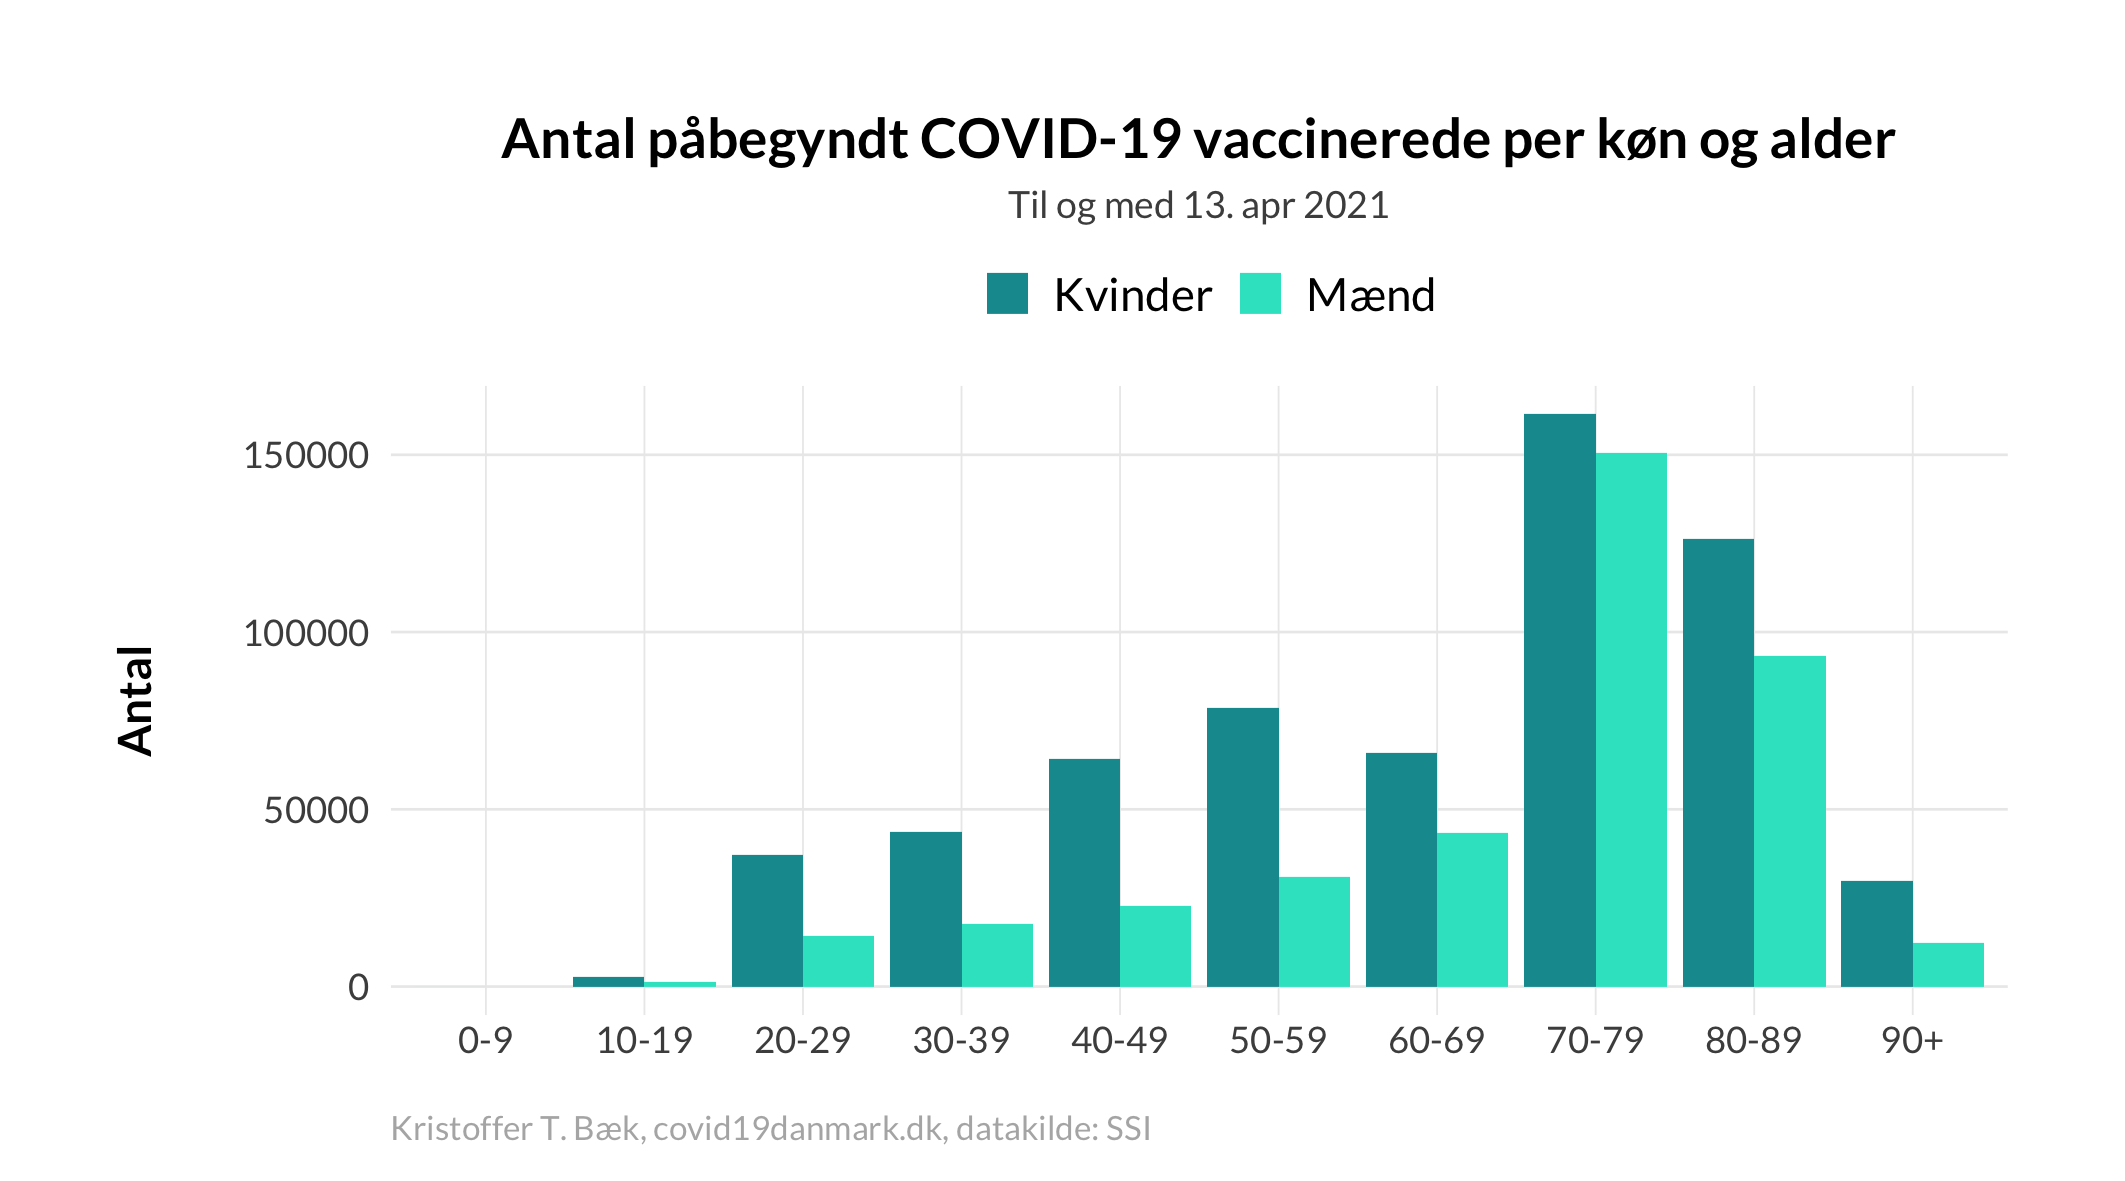 Antal påbegyndt COVID-19 vaccinerede per køn og alder
Til og med 13. apr 2021
Kvinder Mænd
Antal
150000
100000
50000
0
0-9 10-19 20-29 30-39 40-49 50-59 60-69 70-79 80-89 90+
Kristoffer T. Bæk, covid19danmark.dk, datakilde: SSI